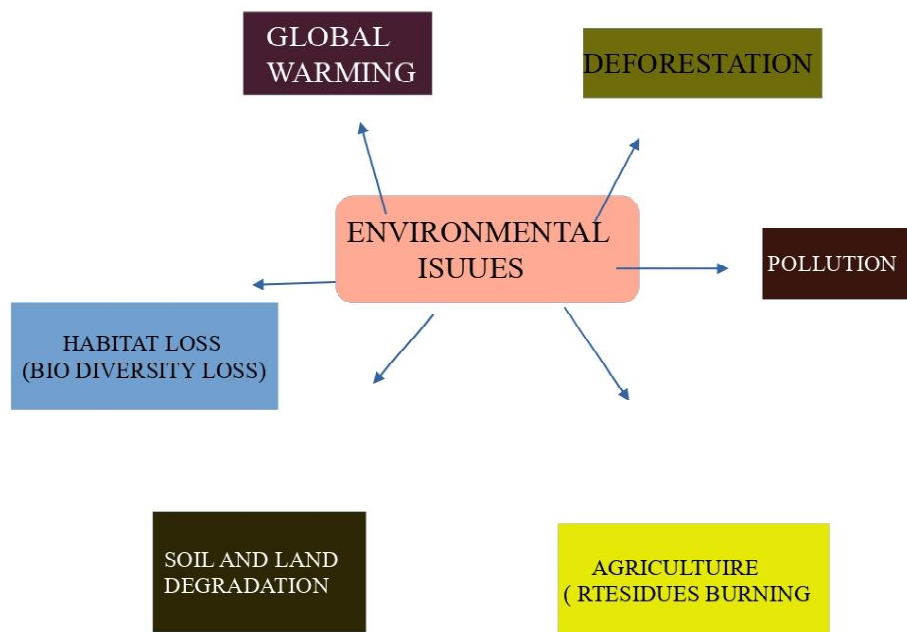 GLOBAL
WARMING
DEFORESTATION
ENVIRONMENTAL
ISUUES
POLLUTION
HABITAT LOSS
(BIO DIVERSITY LOSS)
SOIL AND LAND
DEGRADATION
AGRICULTUIRE
( RTESIDUES BURNING